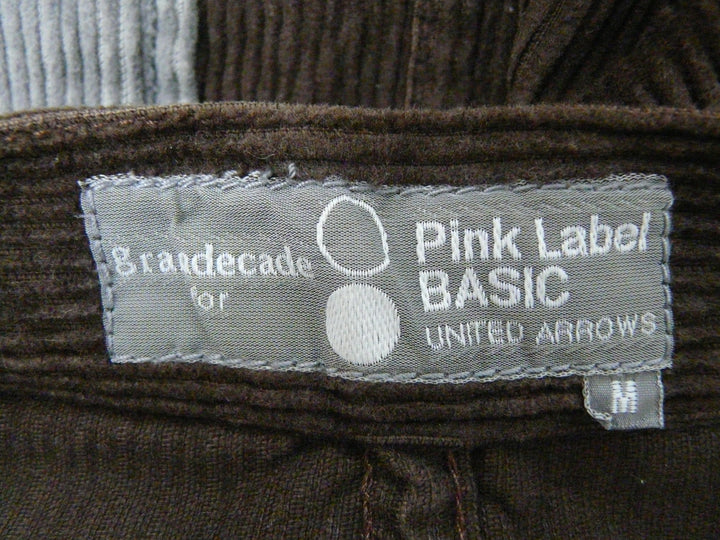 grandecade
for
Pink Label
BASIC
UNITED ARROWS
M